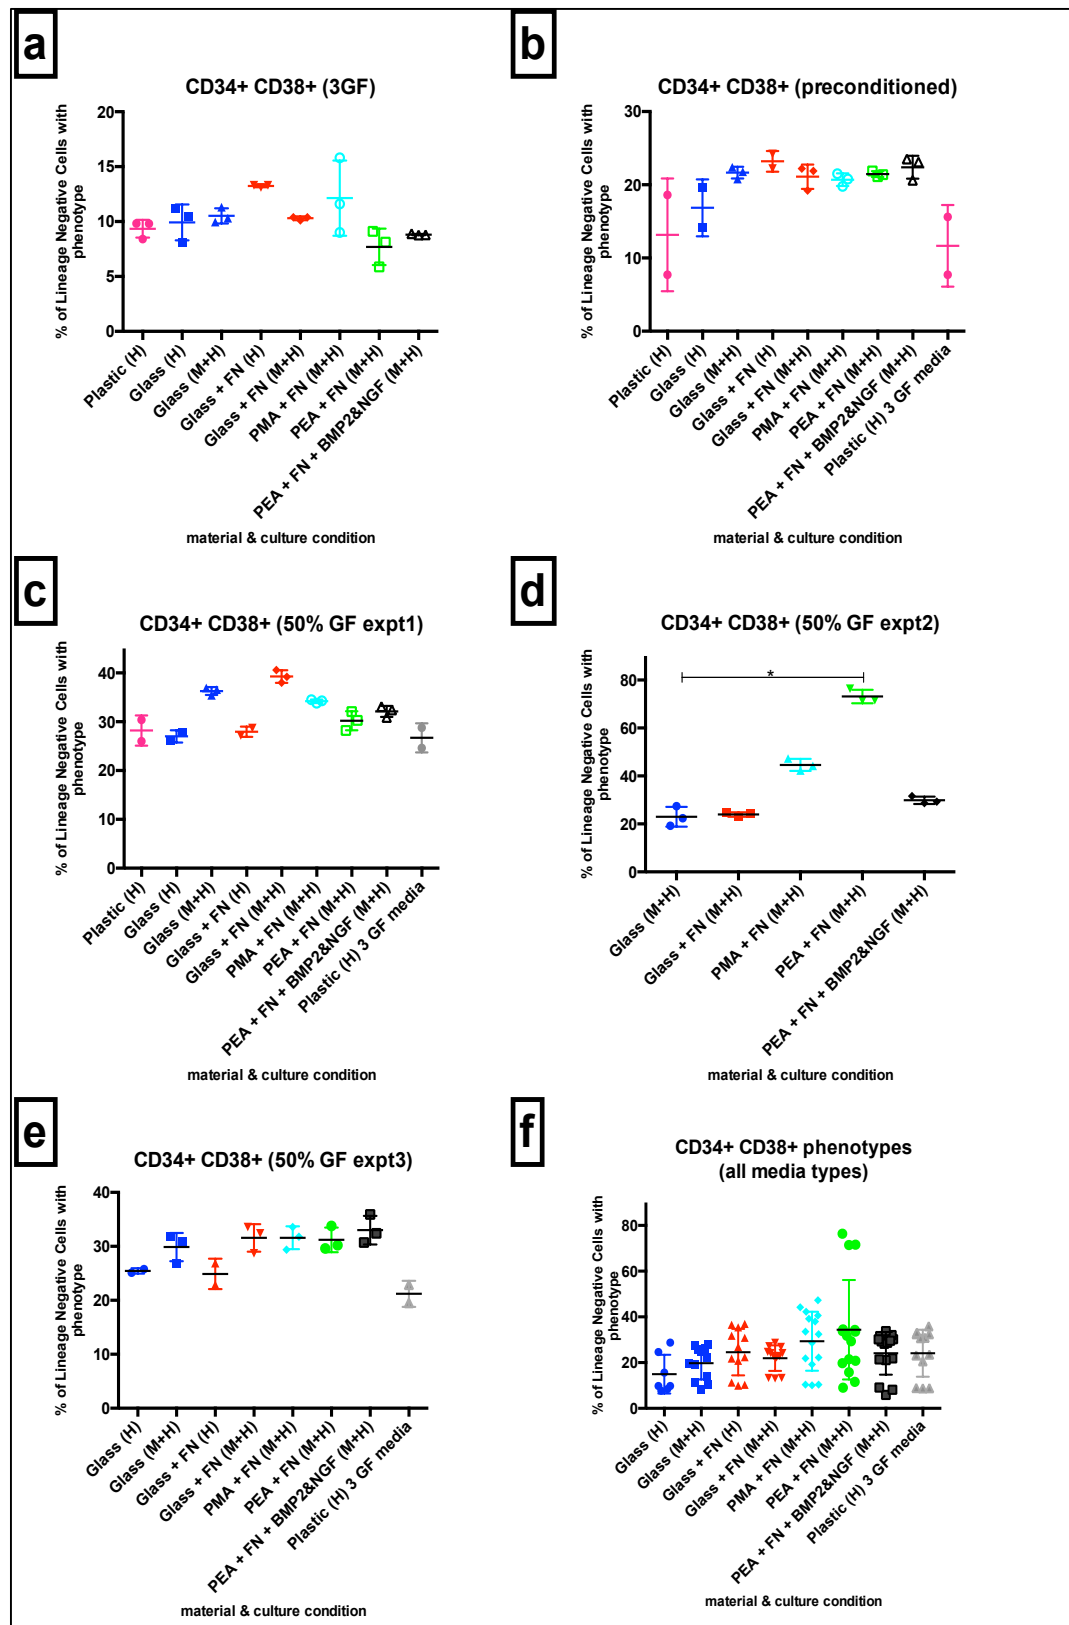 a
CD34+ CD38+ (3GF)
% of Lineage Negative Cells with
phenotype
20
15
10
5
0
Plastic (H)
Glass (H)
Glass (M+H)
Glass + FN (H)
Glass + FN (M+H)
PMA + FN (M+H)
PEA + FN (M+H)
PEA + FN + BMP2&NGF (M+H)
material & culture condition
b
CD34+ CD38+ (preconditioned)
% of Lineage Negative Cells with
phenotype
30
20
10
0
Plastic (H)
Glass (H)
Glass (M+H)
Glass + FN (H)
Glass + FN (M+H)
PMA + FN (M+H)
PEA + FN (M+H)
PEA + FN + BMP2&NGF (M+H)
Plastic (H) 3 GF media
material & culture condition
c
CD34+ CD38+ (50% GF expt1)
% of Lineage Negative Cells with
phenotype
40
30
20
10
0
Plastic (H)
Glass (H)
Glass (M+H)
Glass + FN (H)
Glass + FN (M+H)
PMA + FN (M+H)
PEA + FN (M+H)
PEA + FN + BMP2&NGF (M+H)
Plastic (H) 3 GF media
material & culture condition
d
CD34+ CD38+ (50% GF expt2)
% of Lineage Negative Cells with
phenotype
80
60
40
20
0
*
Glass (M+H)
Glass + FN (M+H)
PMA + FN (M+H)
PEA + FN (M+H)
PEA + FN + BMP2&NGF (M+H)
material & culture condition
e
CD34+ CD38+ (50% GF expt3)
% of Lineage Negative Cells with
phenotype
40
30
20
10
0
Glass (H)
Glass (M+H)
Glass + FN (H)
Glass + FN (M+H)
PMA + FN (M+H)
PEA + FN (M+H)
PEA + FN + BMP2&NGF (M+H)
Plastic (H) 3 GF media
material & culture condition
f
CD34+ CD38+ phenotypes
(all media types)
% of Lineage Negative Cells with
phenotype
80
60
40
20
0
Glass (H)
Glass (M+H)
Glass + FN (H)
Glass + FN (M+H)
PMA + FN (M+H)
PEA + FN (M+H)
PEA + FN + BMP2&NGF (M+H)
Plastic (H) 3 GF media
material & culture condition